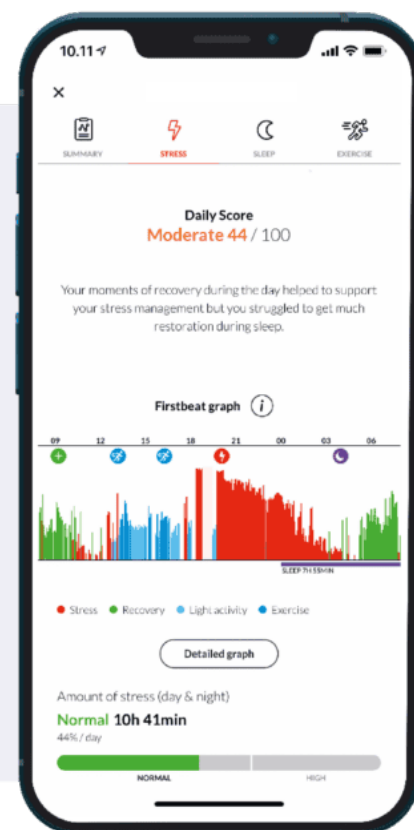 10.11
SUMMARY
STRESS
SLEEP
EXERCISE
Daily Score
Moderate 44 / 100
Your moments of recovery during the day helped to support
your stress management but you struggled to get much
restoration during sleep.
Firstbeat graph i
09 12 15 18 21 00 03 06
SLEEP 7H 55MIN
Stress Recovery Light activity Exercise
Detailed graph
Amount of stress (day & night)
Normal 10h 41min
44% / day
NORMAL HIGH